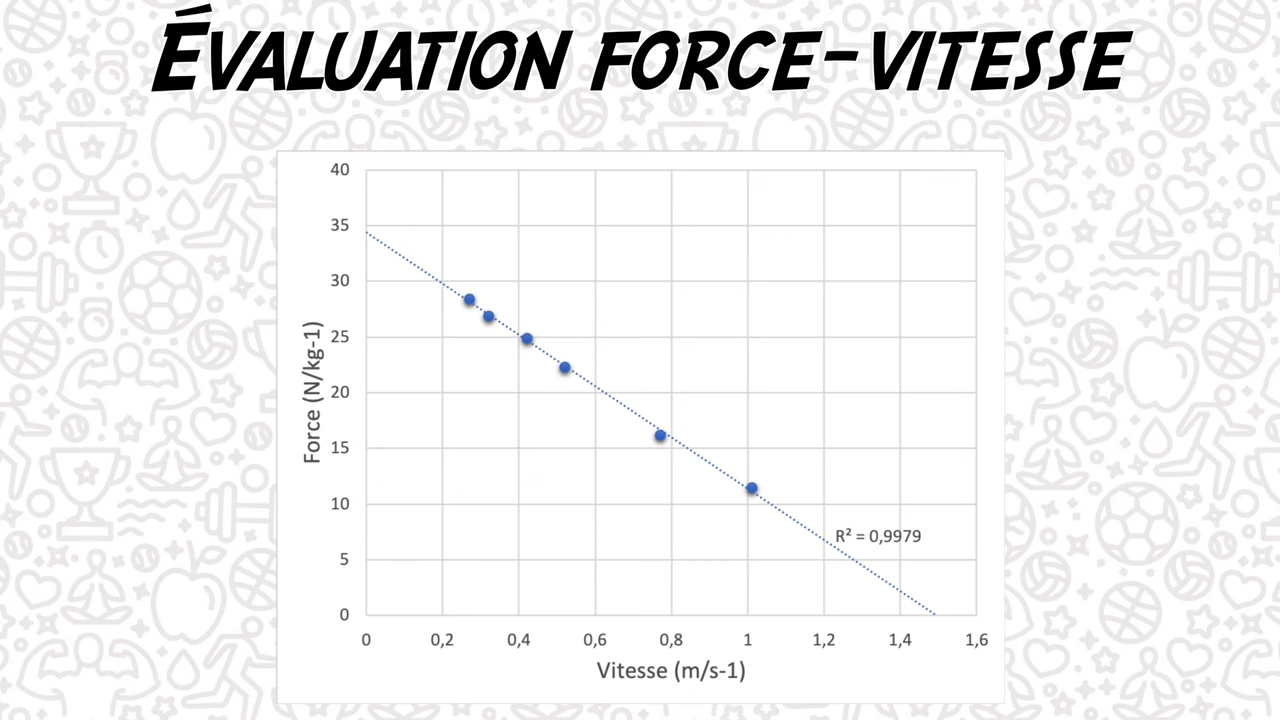 ÉVALUATION FORCE-VITESSE
40
35
30
25
20
15
10
5
0
Force (N/kg-1)
R² = 0,9979
0 0,2 0,4 0,6 0,8 1 1,2 1,4 1,6
Vitesse (m/s-1)